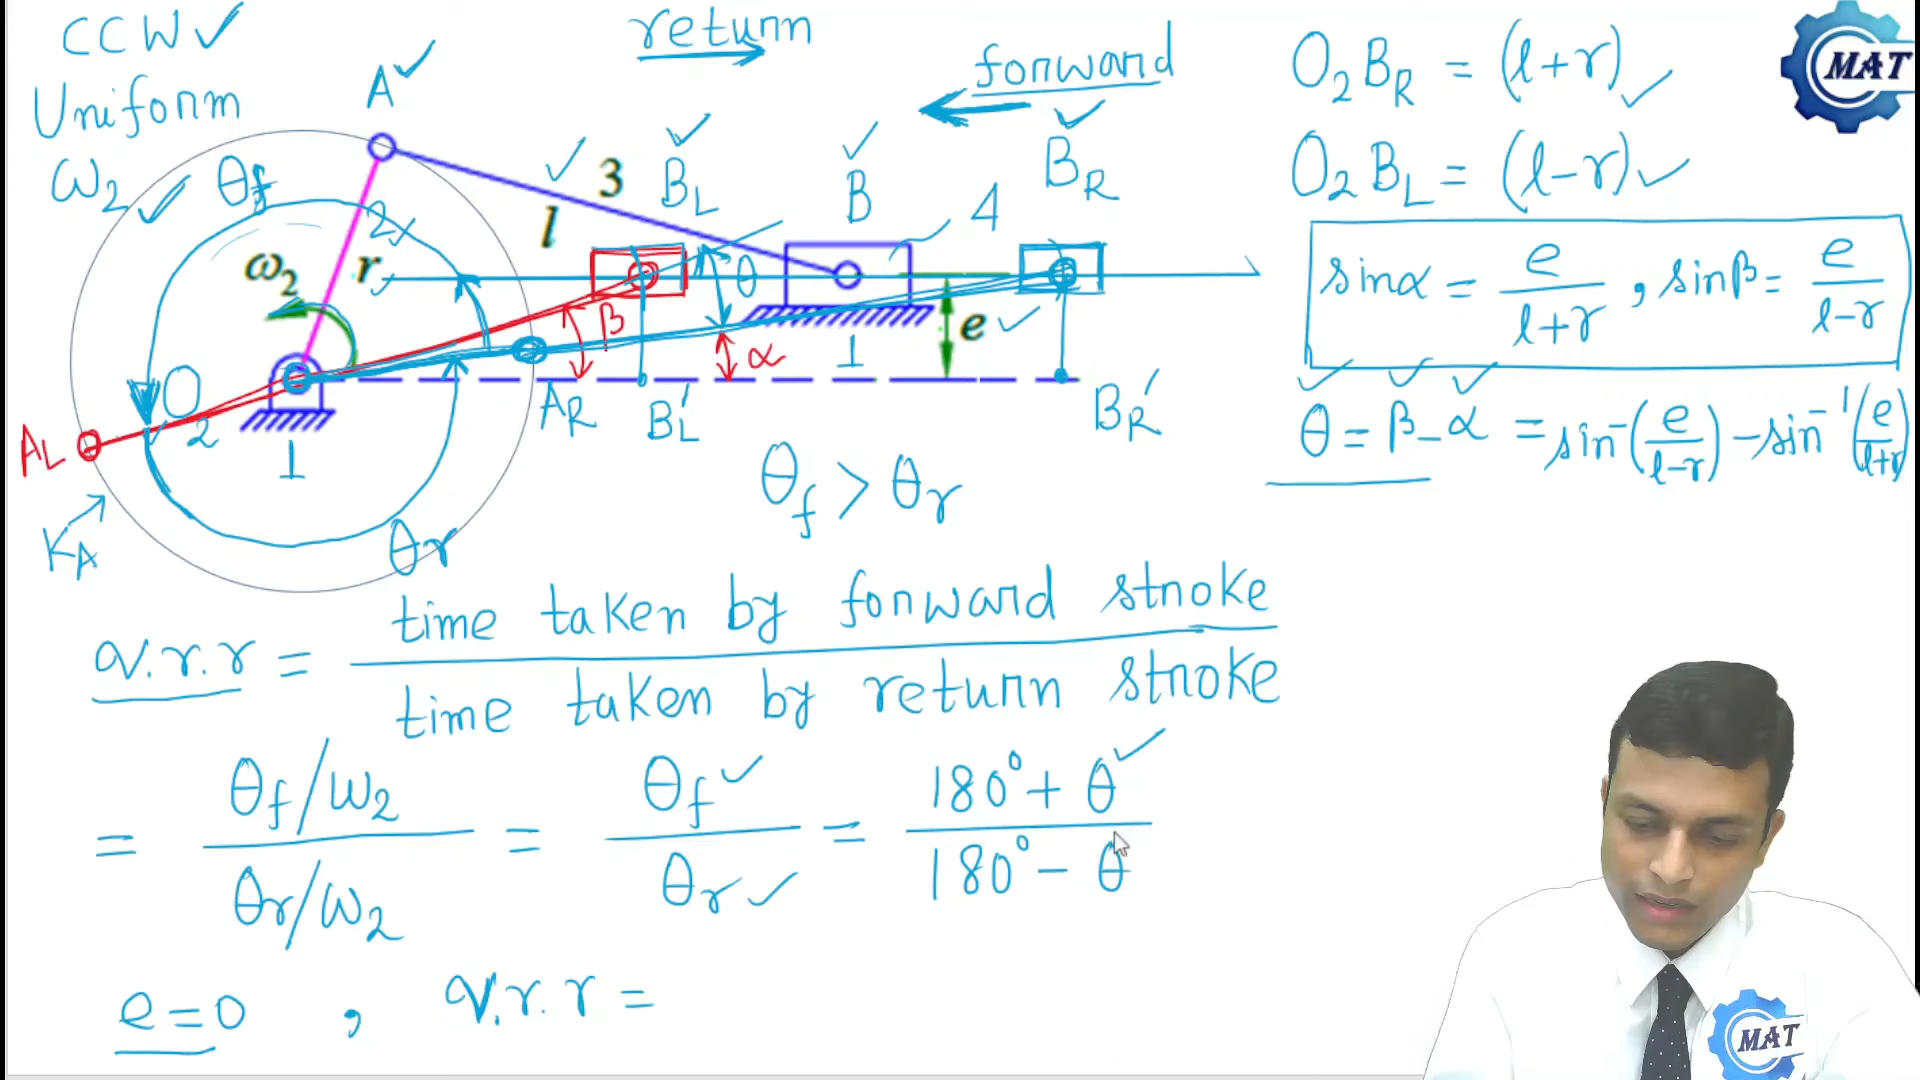 CCW ✓
Uniform
ω2 ✓
return
forward
A ✓
θf
2
3
l
r
ω2
BL
B
BR
4
θ
β
α
e ✓
1
O2
1
AL
AR
BL'
BR'
KA
θr
θf > θr
O2BR = (l+r) ✓
O2BL = (l-r) ✓
sinα = e/(l+r) , sinβ = e/(l-r)
θ = β - α = sin⁻(e/(l-r)) - sin⁻¹(e/(l+r))
q.r.r = time taken by forward stroke / time taken by return stroke
= (θf/ω2) / (θr/ω2) = θf ✓ / θr ✓ = (180° + θ ✓) / (180° - θ)
e = 0 , q.r.r =
MAT
MAT